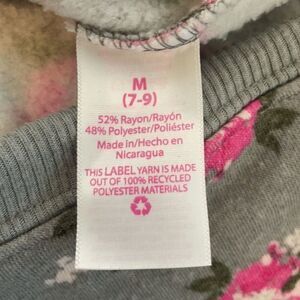 M
(7-9)
52% Rayon/Rayón
48% Polyester/Poliéster
Made in/Hecho en
Nicaragua
THIS LABEL YARN IS MADE
OUT OF 100% RECYCLED
POLYESTER MATERIALS